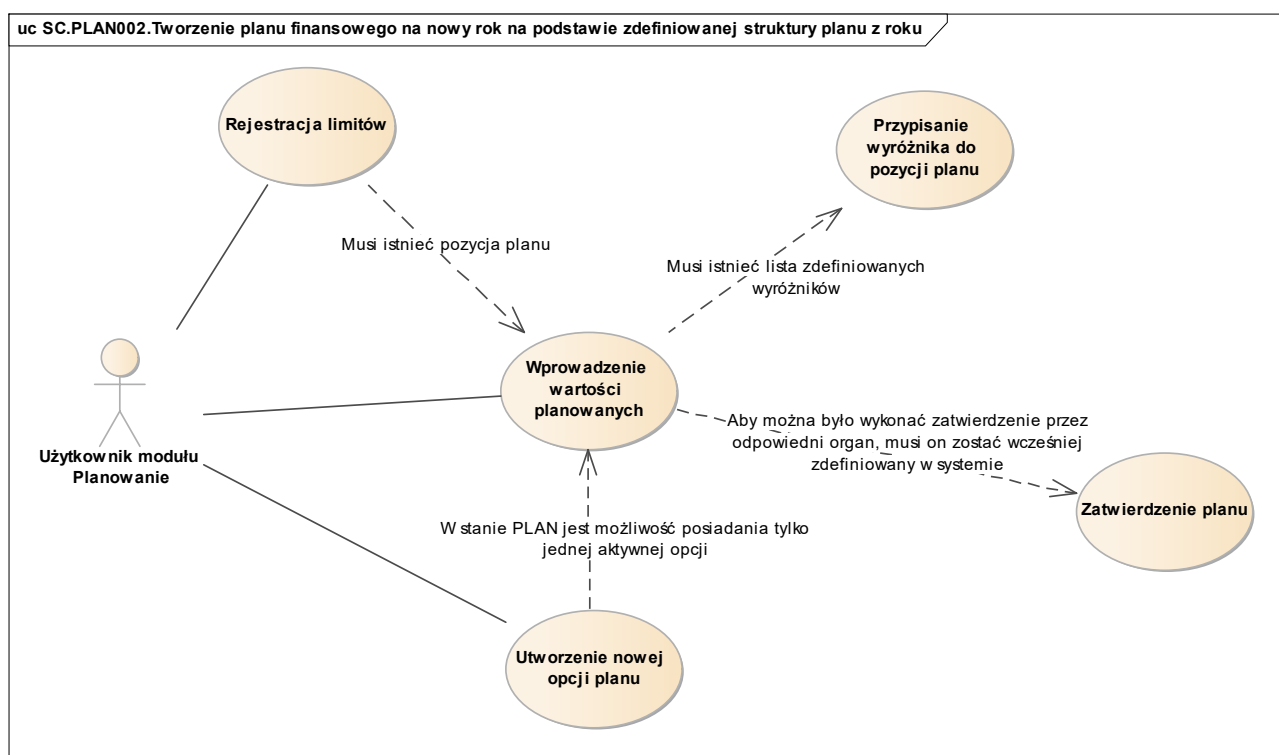 uc SC.PLAN002.Tworzenie planu finansowego na nowy rok na podstawie zdefiniowanej struktury planu z roku
Rejestracja limitów
Przypisanie
wyróżnika do
pozycji planu
Musi istnieć pozycja planu
Musi istnieć lista zdefiniowanych
wyróżników
Wprowadzenie
wartości
planowanych
Aby można było wykonać zatwierdzenie przez
odpowiedni organ, musi on zostać wcześniej
zdefiniowany w systemie
Użytkownik modułu
Planowanie
Zatwierdzenie planu
W stanie PLAN jest możliwość posiadania tylko
jednej aktywnej opcji
Utworzenie nowej
opcji planu